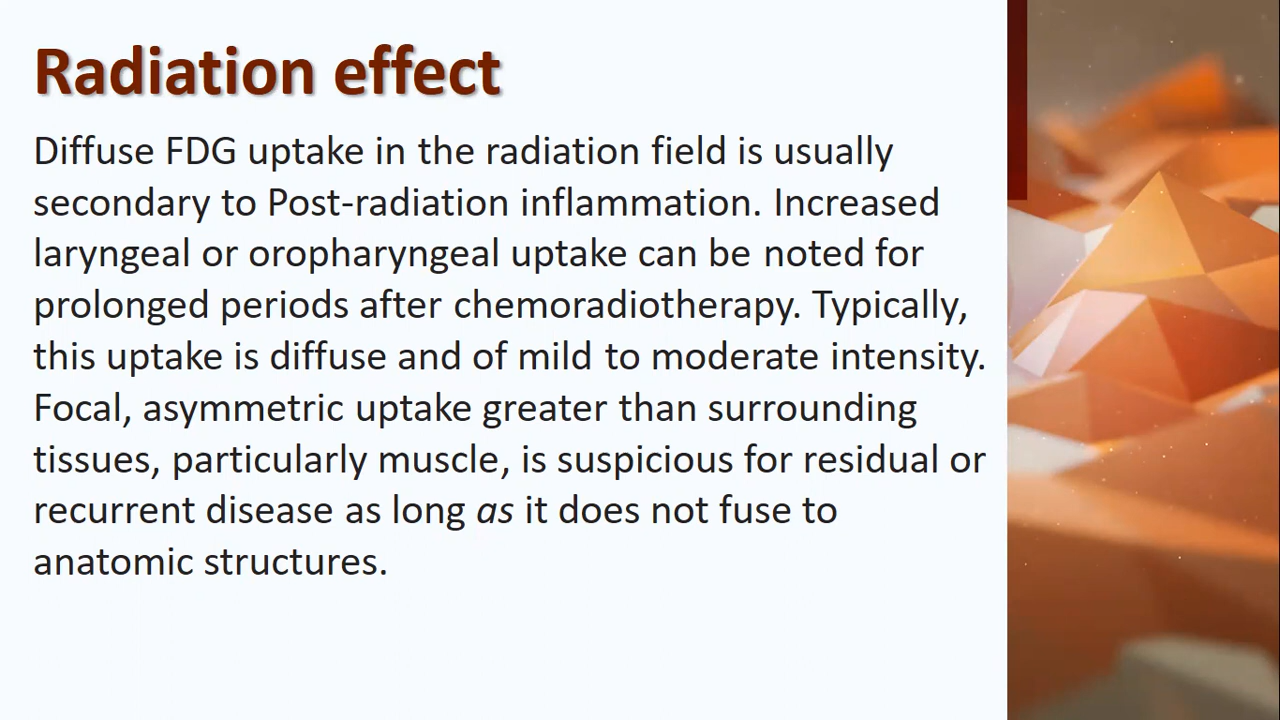 Radiation effect
Diffuse FDG uptake in the radiation field is usually
secondary to Post-radiation inflammation. Increased
laryngeal or oropharyngeal uptake can be noted for
prolonged periods after chemoradiotherapy. Typically,
this uptake is diffuse and of mild to moderate intensity.
Focal, asymmetric uptake greater than surrounding
tissues, particularly muscle, is suspicious for residual or
recurrent disease as long as it does not fuse to
anatomic structures.